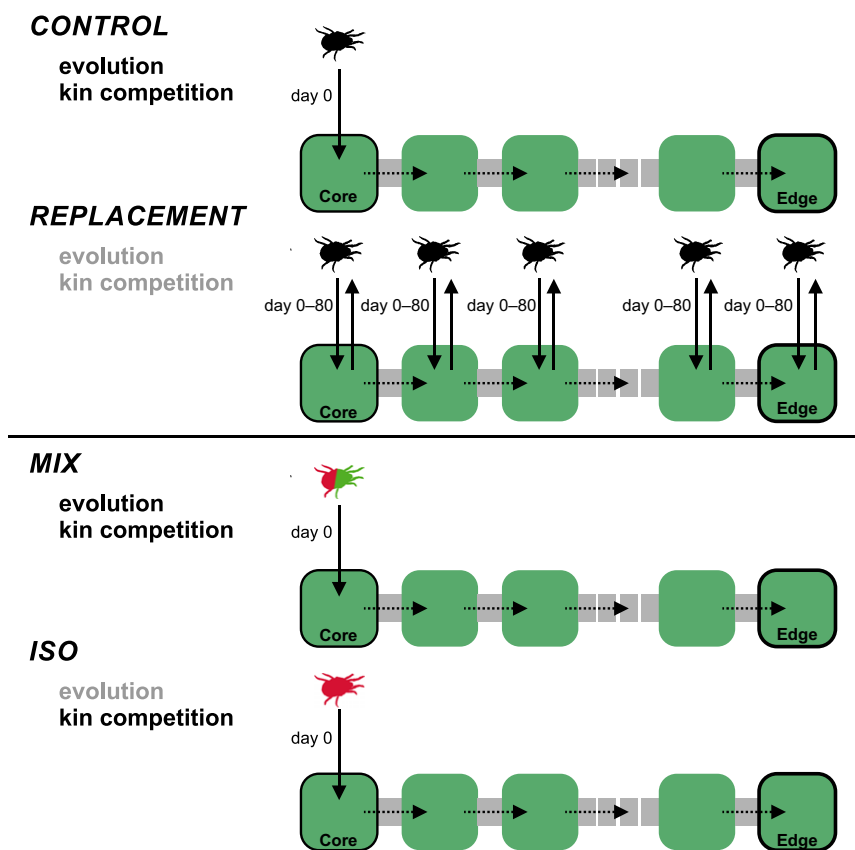 CONTROL
evolution
kin competition
day 0
Core
Edge
REPLACEMENT
evolution
kin competition
day 0–80 day 0–80 day 0–80 day 0–80 day 0–80
Core
Edge
MIX
evolution
kin competition
day 0
Core
Edge
ISO
evolution
kin competition
day 0
Core
Edge